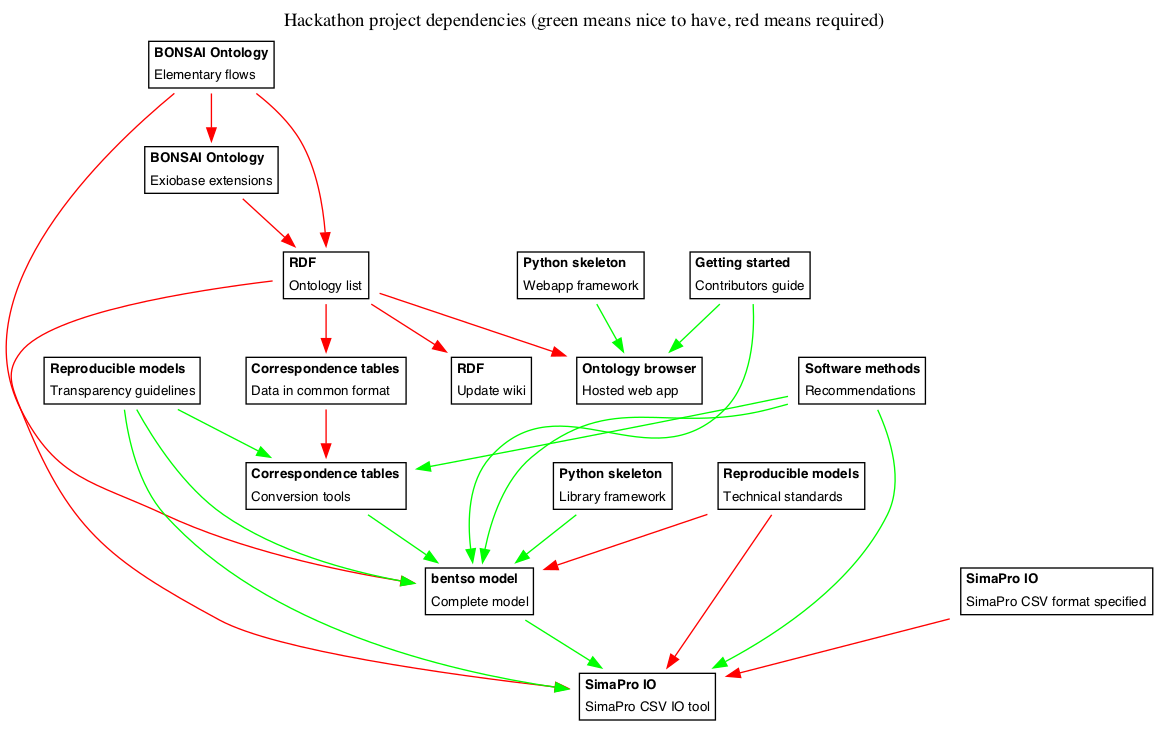 Hackathon project dependencies (green means nice to have, red means required)
BONSAI Ontology
Elementary flows
BONSAI Ontology
Exiobase extensions
RDF
Ontology list
Python skeleton
Webapp framework
Getting started
Contributors guide
Reproducible models
Transparency guidelines
Correspondence tables
Data in common format
RDF
Update wiki
Ontology browser
Hosted web app
Software methods
Recommendations
Correspondence tables
Conversion tools
Python skeleton
Library framework
Reproducible models
Technical standards
bentso model
Complete model
SimaPro IO
SimaPro CSV format specified
SimaPro IO
SimaPro CSV IO tool